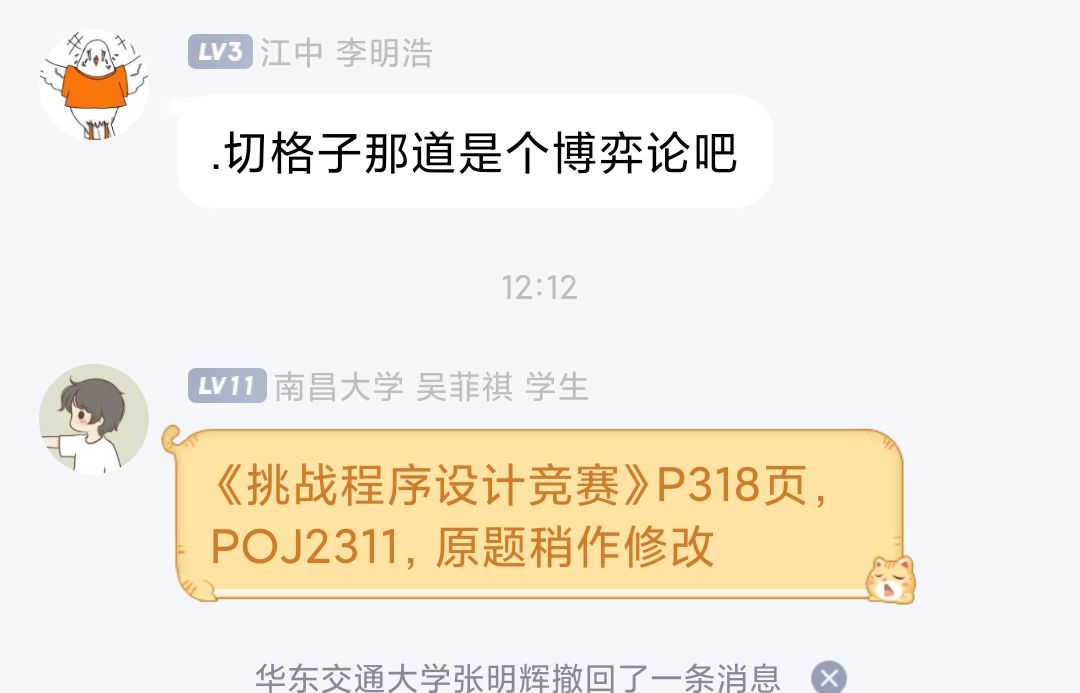 LV3 江中 李明浩
.切格子那道是个博弈论吧
12:12
LV11 南昌大学 吴菲祺 学生
《挑战程序设计竞赛》P318页，
POJ2311，原题稍作修改
华东交通大学张明辉撤回了一条消息